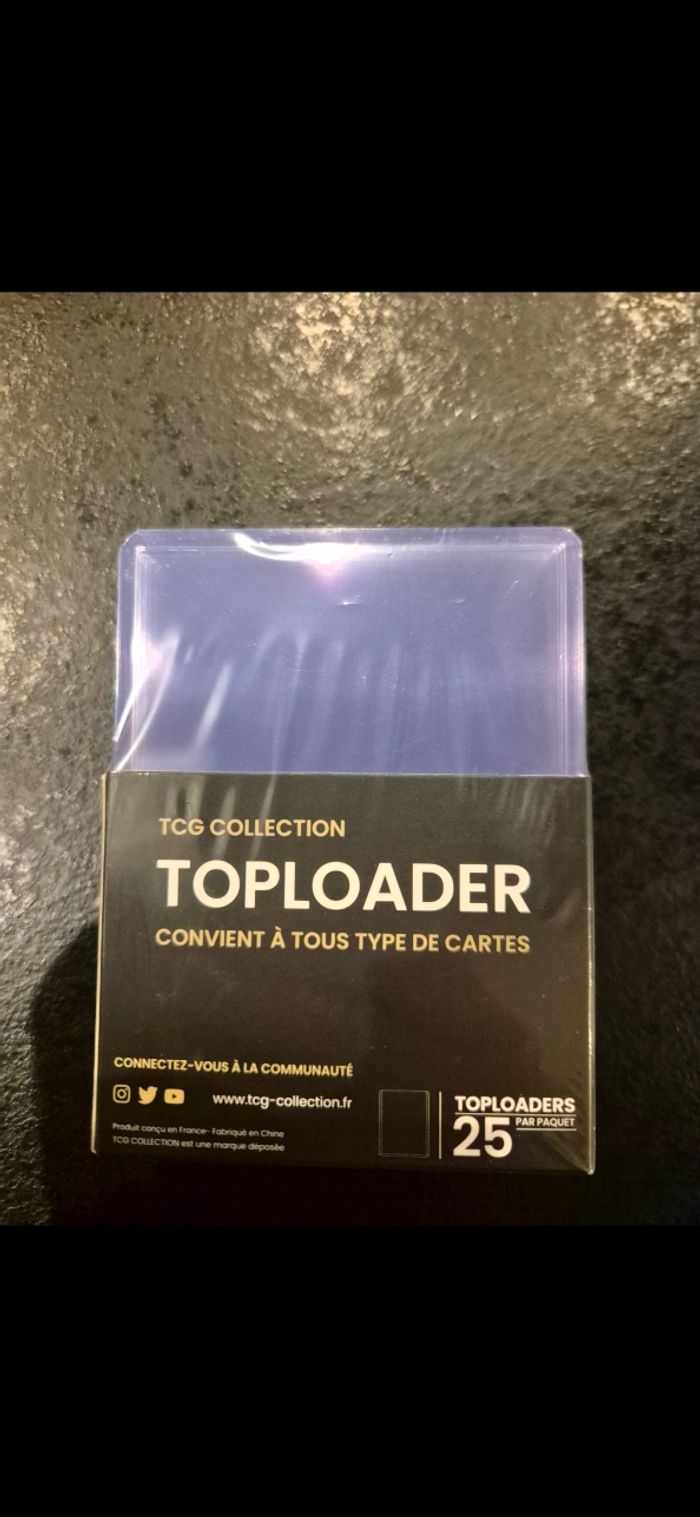 TCG COLLECTION
TOPLOADER
CONVIENT À TOUS TYPE DE CARTES
CONNECTEZ-VOUS À LA COMMUNAUTÉ
www.tcg-collection.fr
Produit conçu en France- Fabriqué en Chine
TCG COLLECTION est une marque déposée
TOPLOADERS
25 PAR PAQUET